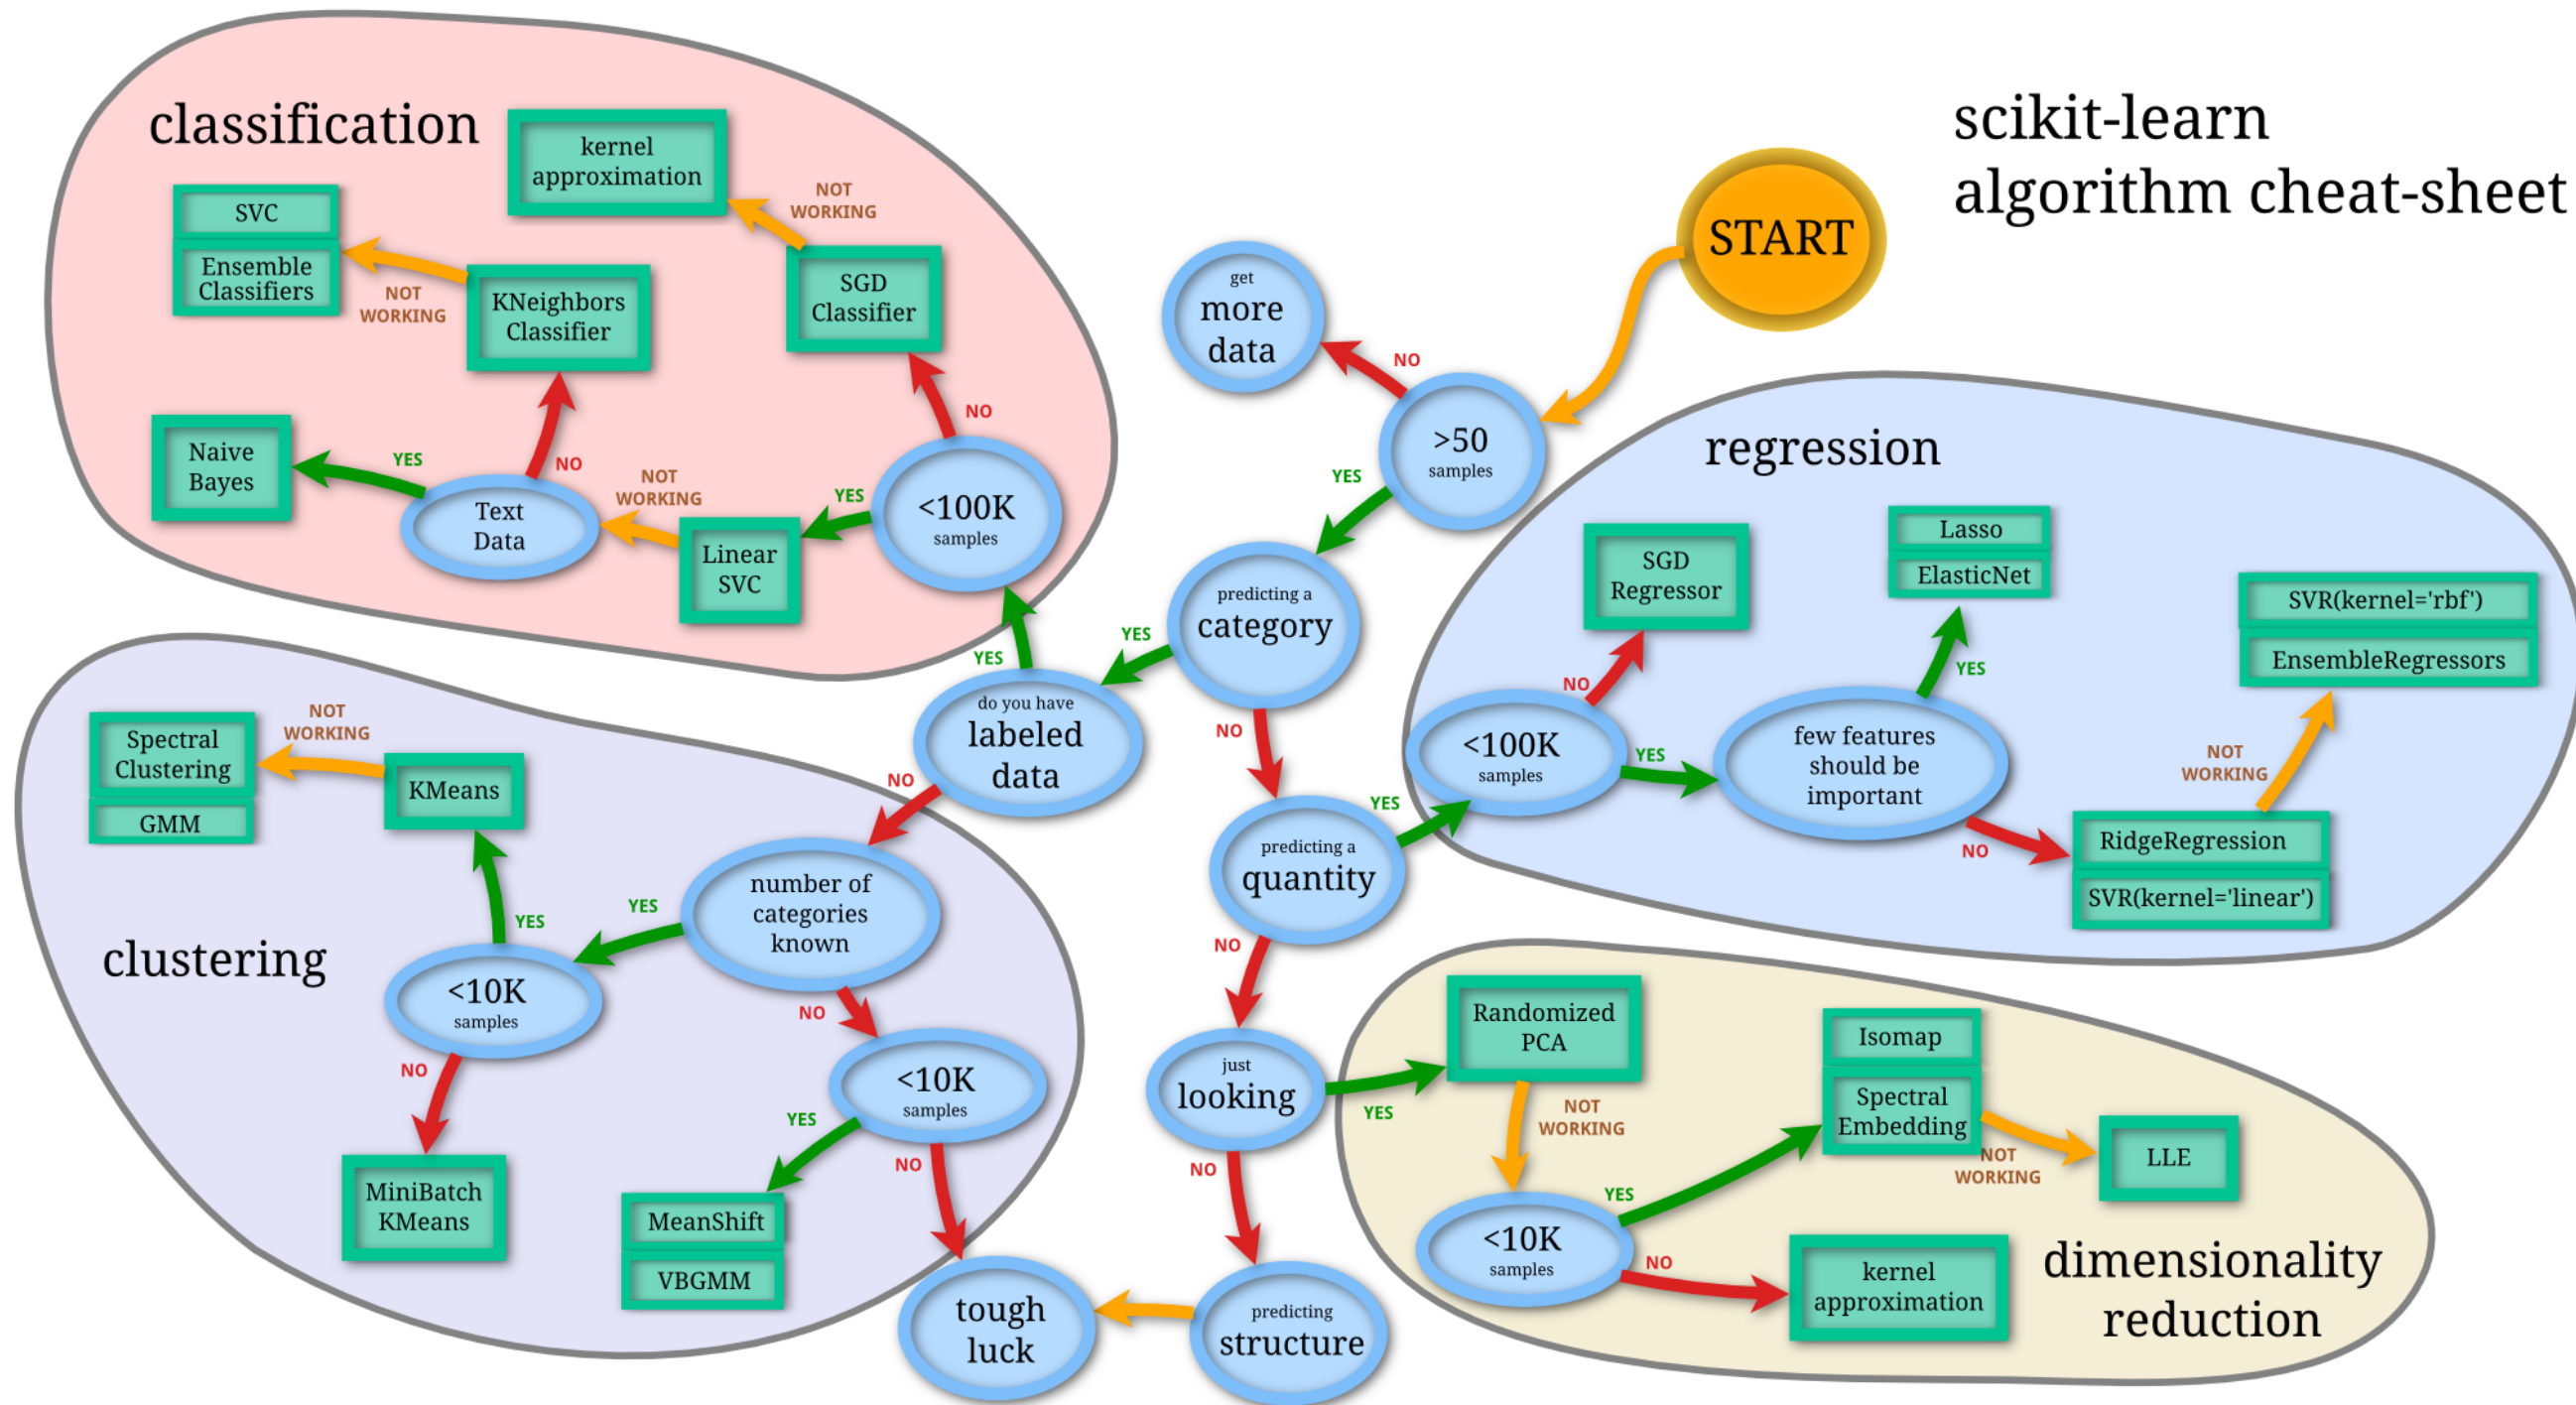 scikit-learn
algorithm cheat-sheet
START
classification
kernel
approximation
NOT
WORKING
SVC
Ensemble
Classifiers
NOT
WORKING
KNeighbors
Classifier
SGD
Classifier
NO
Naive
Bayes
YES
NO
Text
Data
NOT
WORKING
Linear
SVC
YES
<100K
samples
YES
get
more
data
NO
>50
samples
YES
predicting a
category
YES
NO
do you have
labeled
data
NO
predicting a
quantity
YES
NO
just
looking
YES
NO
predicting
structure
tough
luck
regression
SGD
Regressor
NO
<100K
samples
YES
few features
should be
important
YES
Lasso
ElasticNet
NO
RidgeRegression
SVR(kernel='linear')
NOT
WORKING
SVR(kernel='rbf')
EnsembleRegressors
clustering
Spectral
Clustering
GMM
NOT
WORKING
KMeans
YES
<10K
samples
NO
MiniBatch
KMeans
YES
number of
categories
known
NO
<10K
samples
YES
NO
MeanShift
VBGMM
dimensionality
reduction
Randomized
PCA
NOT
WORKING
<10K
samples
YES
NO
Isomap
Spectral
Embedding
NOT
WORKING
LLE
kernel
approximation